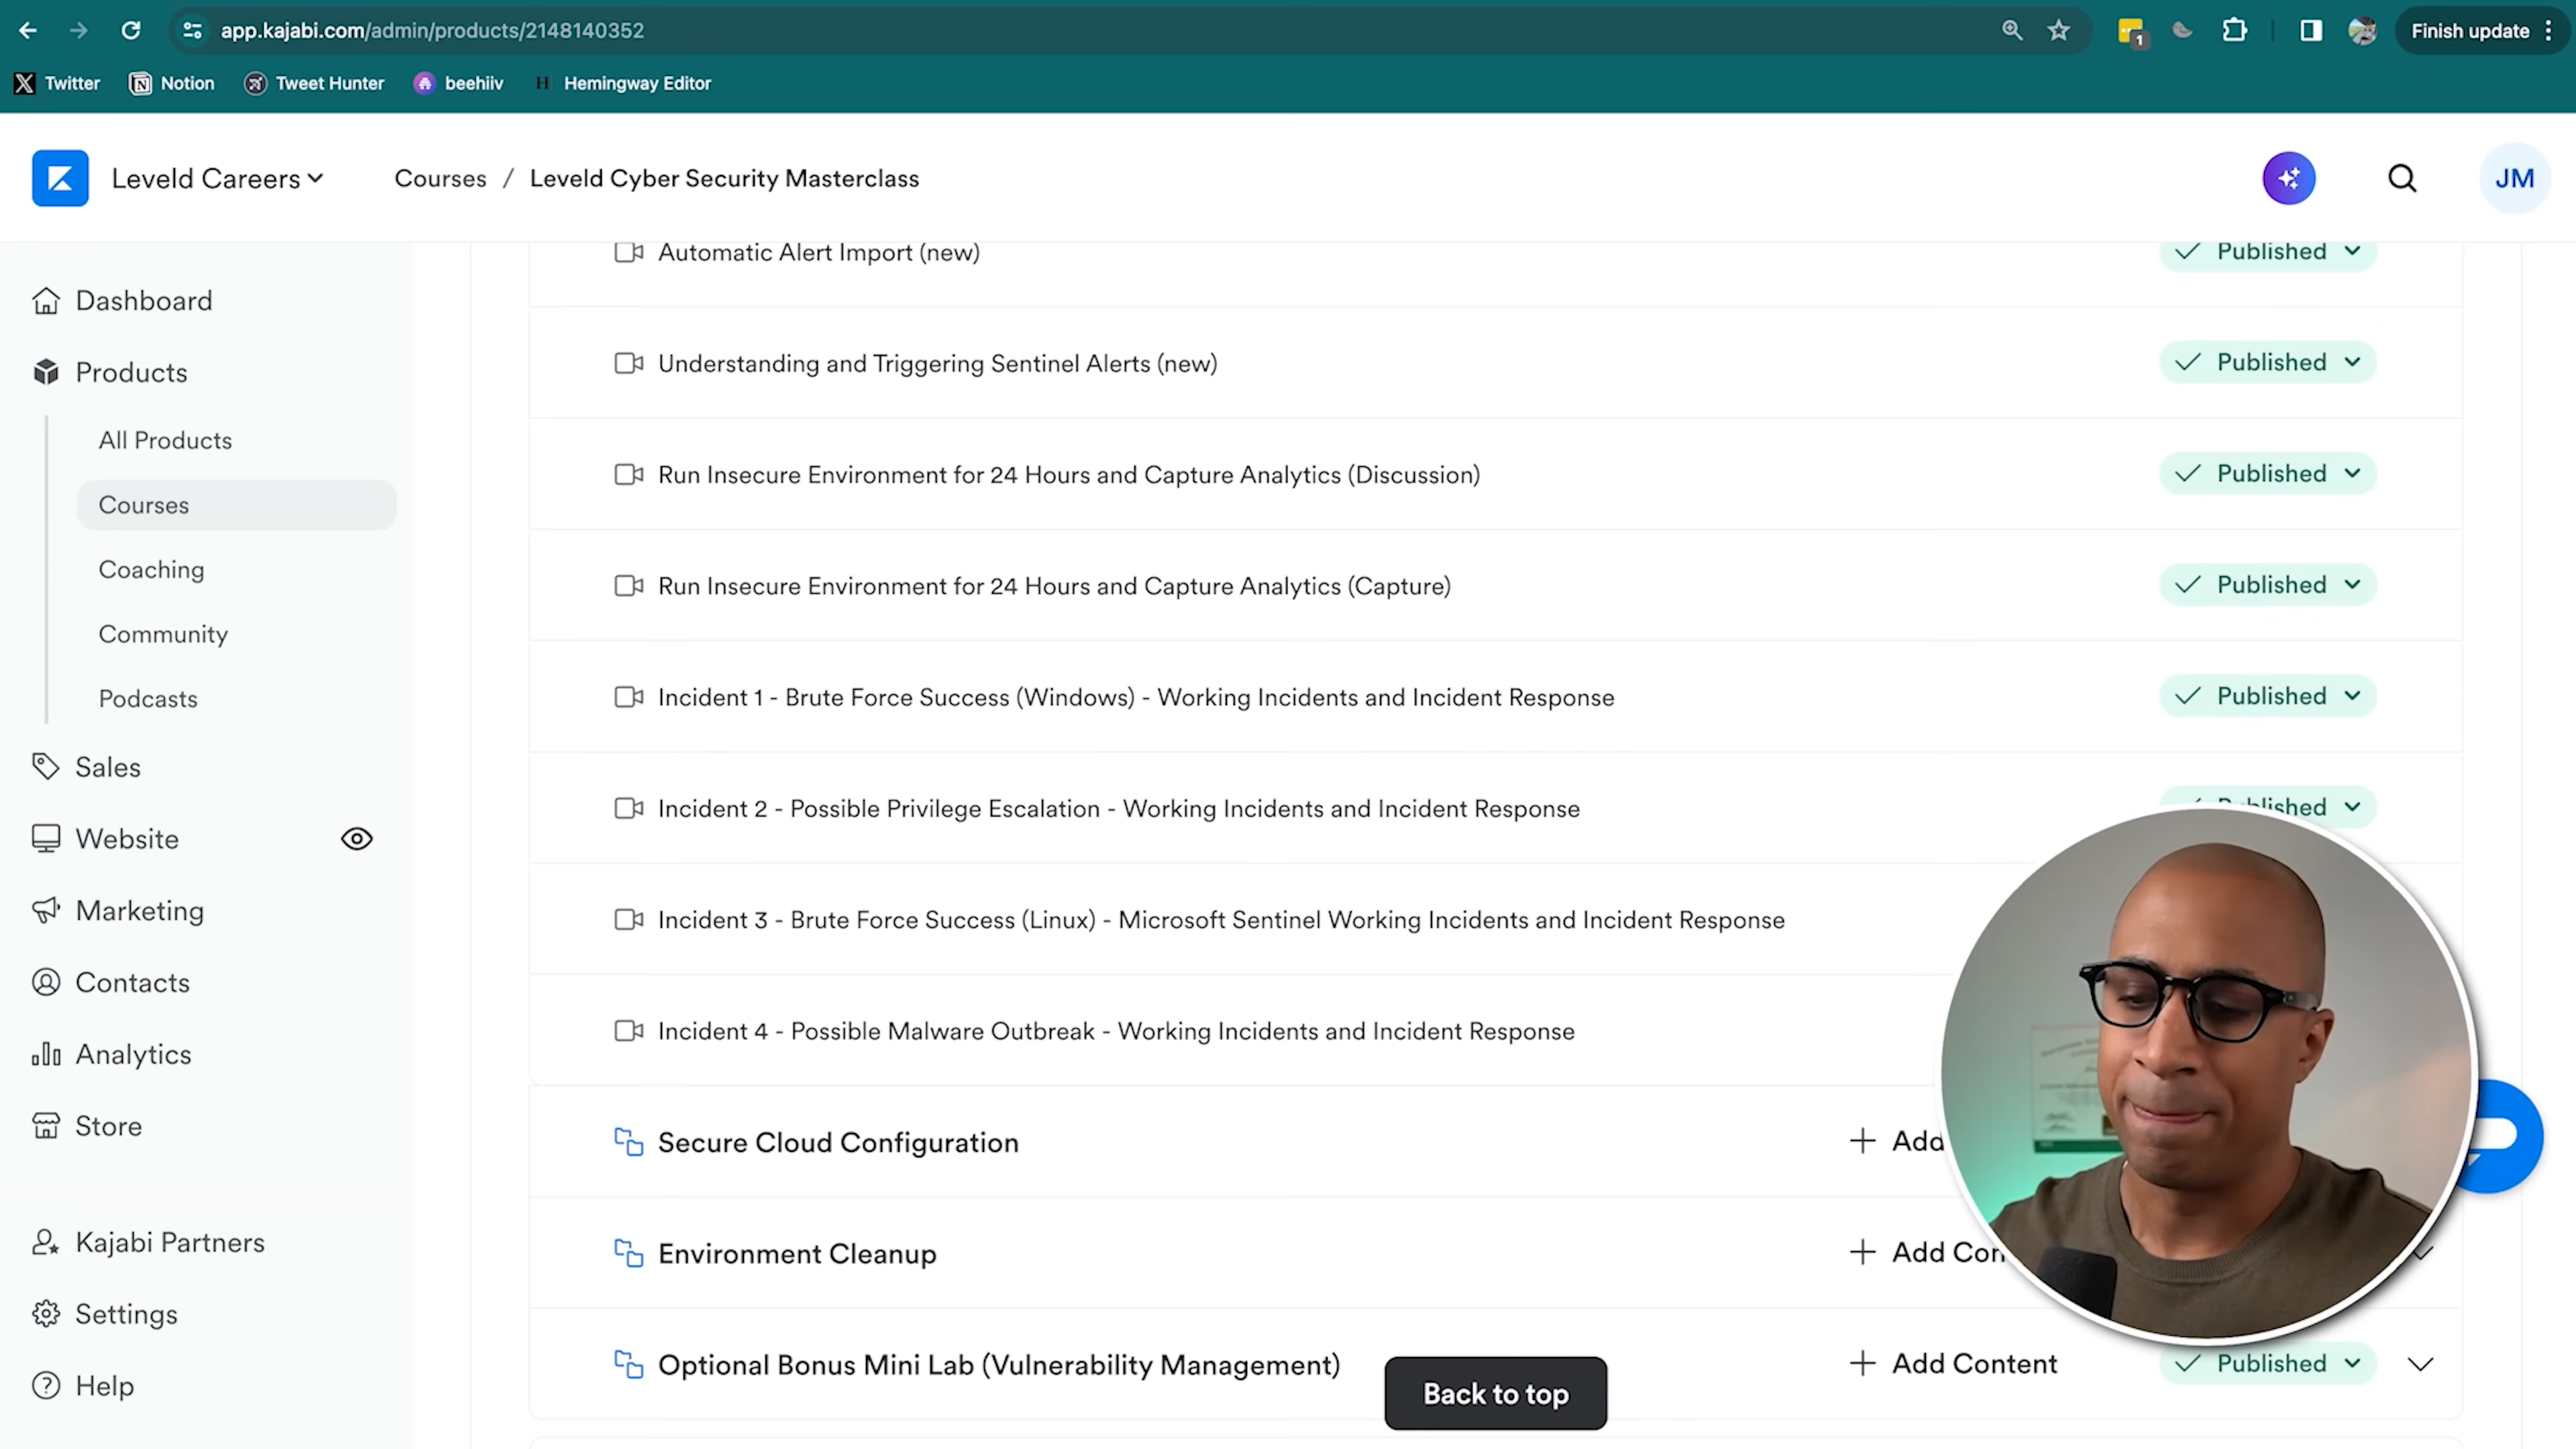 app.kajabi.com/admin/products/2148140352
1
Finish update
Twitter
Notion
Tweet Hunter
beehiiv
H Hemingway Editor
Leveld Careers
Courses / Leveld Cyber Security Masterclass
JM
Dashboard
Products
All Products
Courses
Coaching
Community
Podcasts
Sales
Website
Marketing
Contacts
Analytics
Store
Kajabi Partners
Settings
Help
Automatic Alert Import (new)
Published
Understanding and Triggering Sentinel Alerts (new)
Published
Run Insecure Environment for 24 Hours and Capture Analytics (Discussion)
Published
Run Insecure Environment for 24 Hours and Capture Analytics (Capture)
Published
Incident 1 - Brute Force Success (Windows) - Working Incidents and Incident Response
Published
Incident 2 - Possible Privilege Escalation - Working Incidents and Incident Response
Published
Incident 3 - Brute Force Success (Linux) - Microsoft Sentinel Working Incidents and Incident Response
Incident 4 - Possible Malware Outbreak - Working Incidents and Incident Response
Secure Cloud Configuration
+ Add
Environment Cleanup
+ Add Con
Optional Bonus Mini Lab (Vulnerability Management)
+ Add Content
Published
Back to top